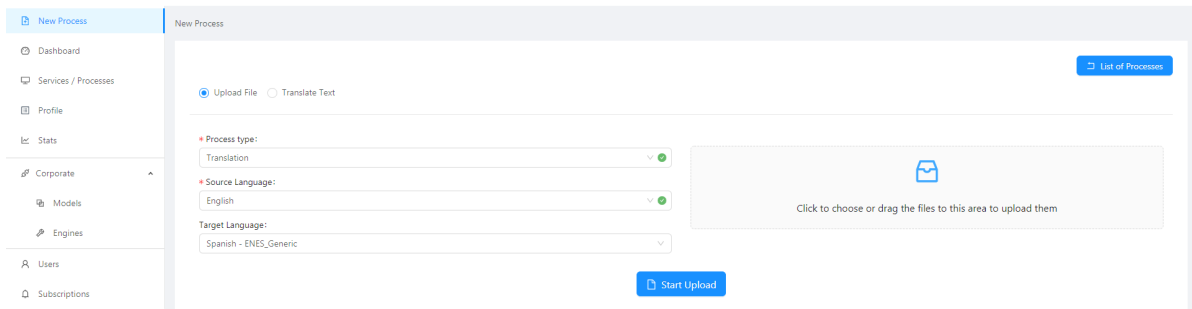 New Process
Dashboard
Services / Processes
Profile
Stats
Corporate
Models
Engines
Users
Subscriptions
New Process
List of Processes
Upload File Translate Text
* Process type:
Translation
* Source Language:
English
Target Language:
Spanish - ENES_Generic
Click to choose or drag the files to this area to upload them
Start Upload